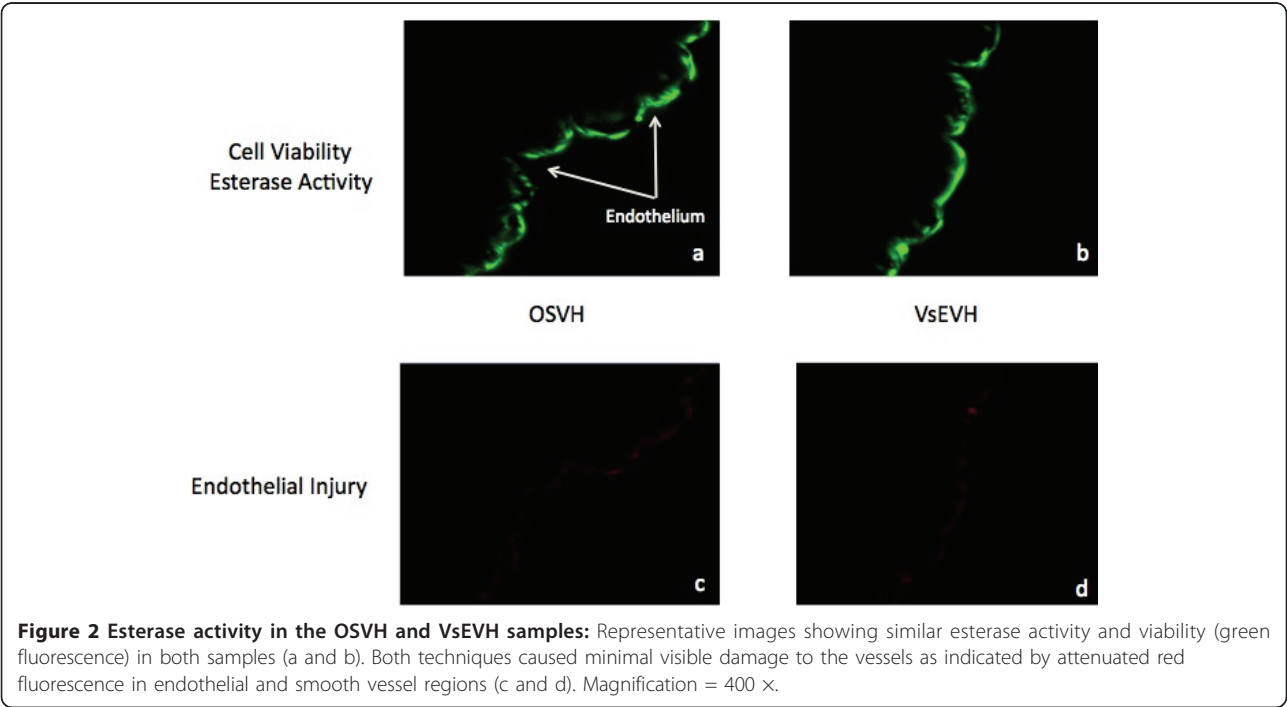 Cell Viability
Esterase Activity
Endothelium
a
b
OSVH
VsEVH
Endothelial Injury
c
d
Figure 2 Esterase activity in the OSVH and VsEVH samples: Representative images showing similar esterase activity and viability (green
fluorescence) in both samples (a and b). Both techniques caused minimal visible damage to the vessels as indicated by attenuated red
fluorescence in endothelial and smooth vessel regions (c and d). Magnification = 400 ×.